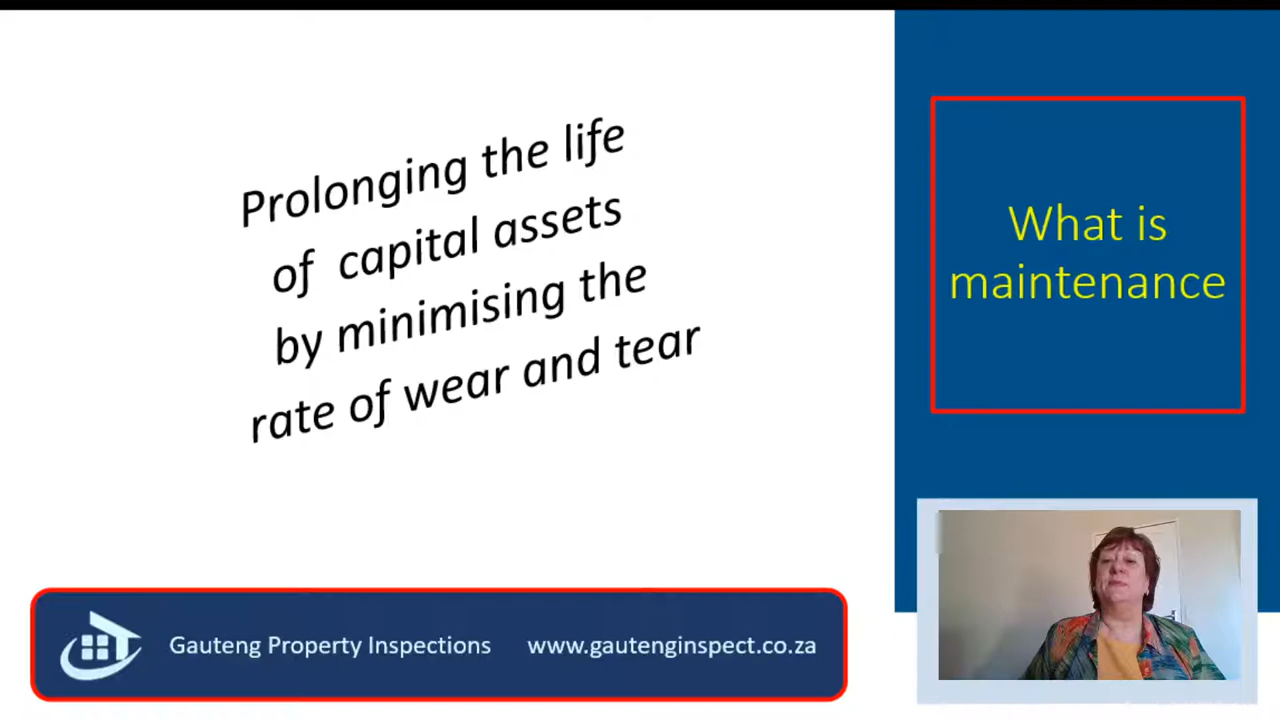 Prolonging the life
of capital assets
by minimising the
rate of wear and tear
What is
maintenance
Gauteng Property Inspections www.gautenginspect.co.za